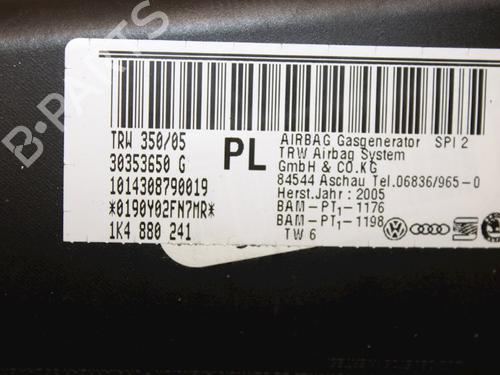 B-PARTS
TRW 350/05
30353650 G
1014308790019
*0190Y02FN7MR*
1K4 880 241
PL
AIRBAG Gasgenerator SPI 2
TRW Airbag System
GmbH & CO.KG
84544 Aschau Tel.06836/965-0
Herst.Jahr : 2005
BAM-PT1-1176
BAM-PT1-1198
TW 6